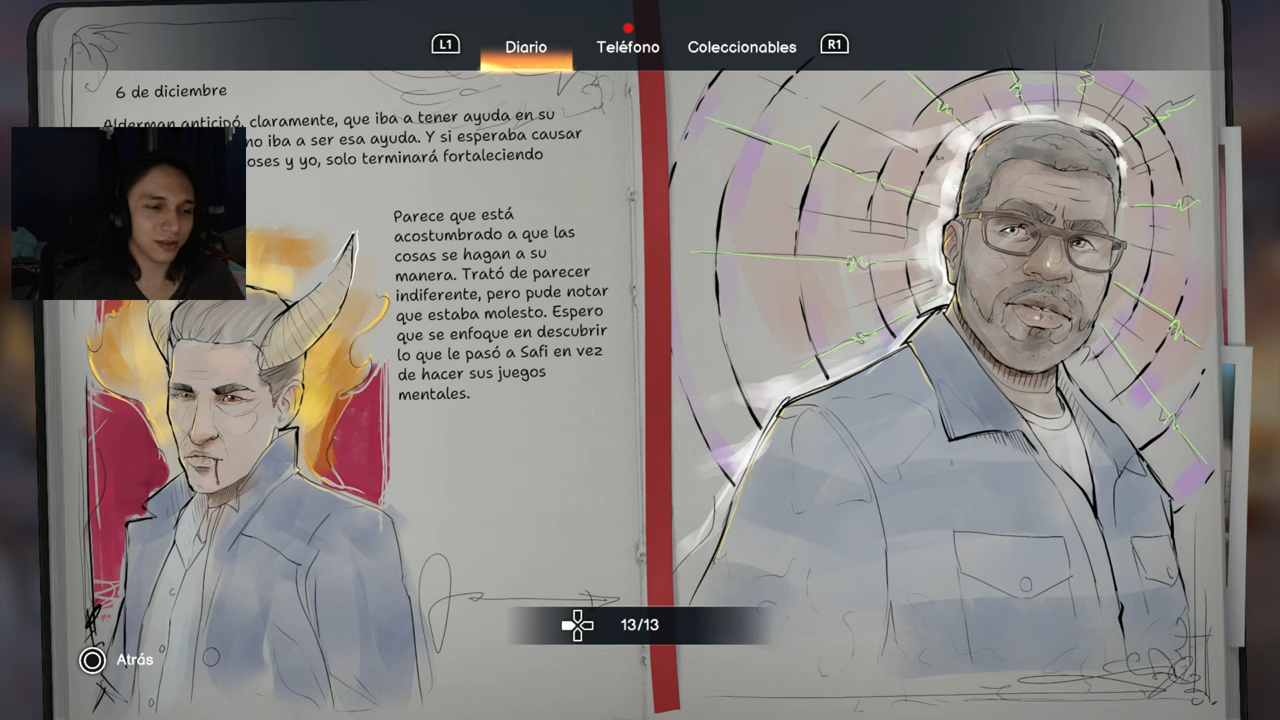 L1 Diario Teléfono Coleccionables R1
6 de diciembre
Alderman anticipó, claramente, que iba a tener ayuda en su
no iba a ser esa ayuda. Y si esperaba causar
oses y yo, solo terminará fortaleciendo
Parece que está
acostumbrado a que las
cosas se hagan a su
manera. Trató de parecer
indiferente, pero pude notar
que estaba molesto. Espero
que se enfoque en descubrir
lo que le pasó a Safi en vez
de hacer sus juegos
mentales.
13/13
Atrás